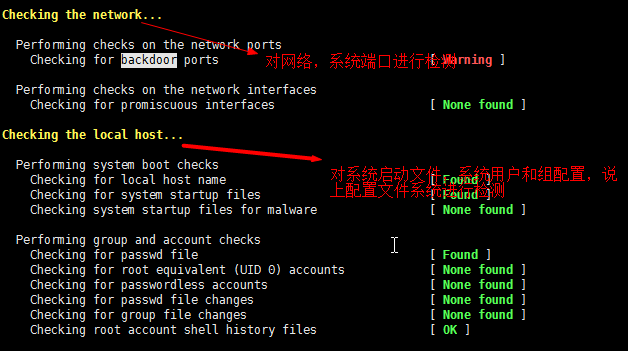 Checking the network...
Performing checks on the network ports
Checking for backdoor ports [ Warning ]
对网络，系统端口进行检测
Performing checks on the network interfaces
Checking for promiscuous interfaces [ None found ]
Checking the local host...
Performing system boot checks
对系统启动文件，系统用户和组配置，说
Checking for local host name [ Found ]
上配置文件系统进行检测
Checking for system startup files [ Found ]
Checking system startup files for malware [ None found ]
Performing group and account checks
Checking for passwd file [ Found ]
Checking for root equivalent (UID 0) accounts [ None found ]
Checking for passwordless accounts [ None found ]
Checking for passwd file changes [ None found ]
Checking for group file changes [ None found ]
Checking root account shell history files [ OK ]